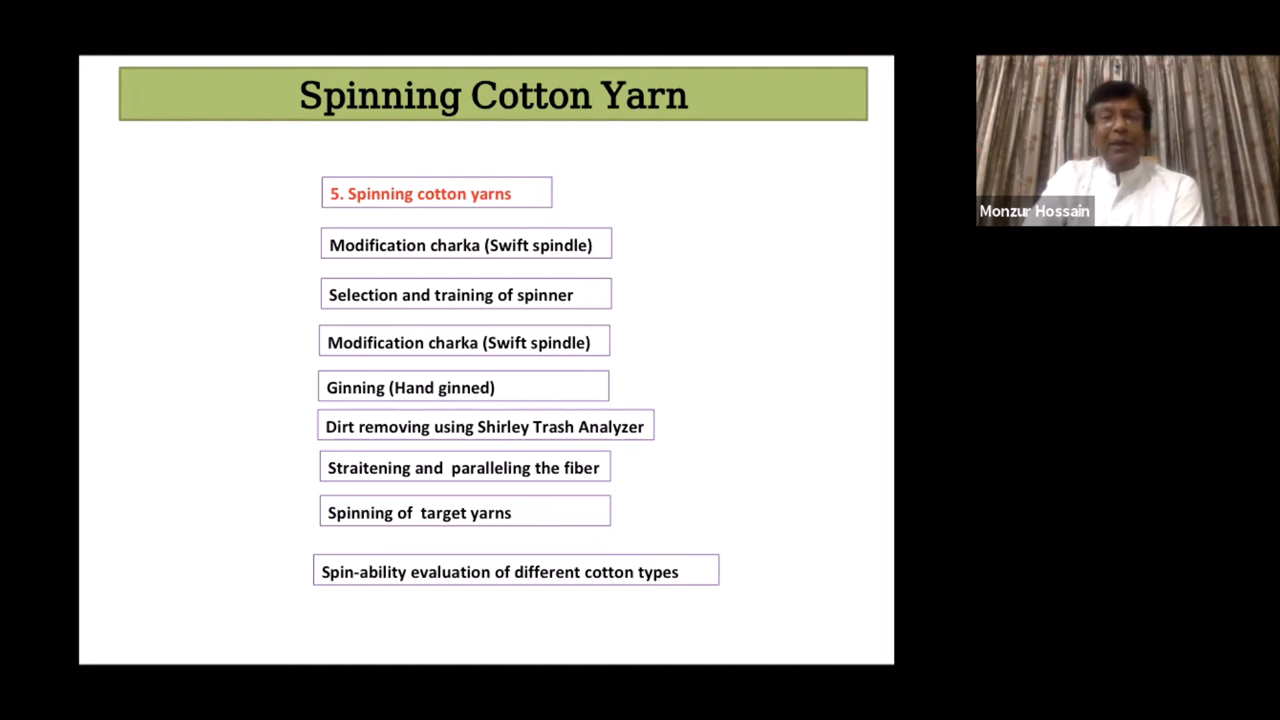 Spinning Cotton Yarn
5. Spinning cotton yarns
Modification charka (Swift spindle)
Selection and training of spinner
Modification charka (Swift spindle)
Ginning (Hand ginned)
Dirt removing using Shirley Trash Analyzer
Straitening and  paralleling the fiber
Spinning of  target yarns
Spin-ability evaluation of different cotton types
Monzur Hossain